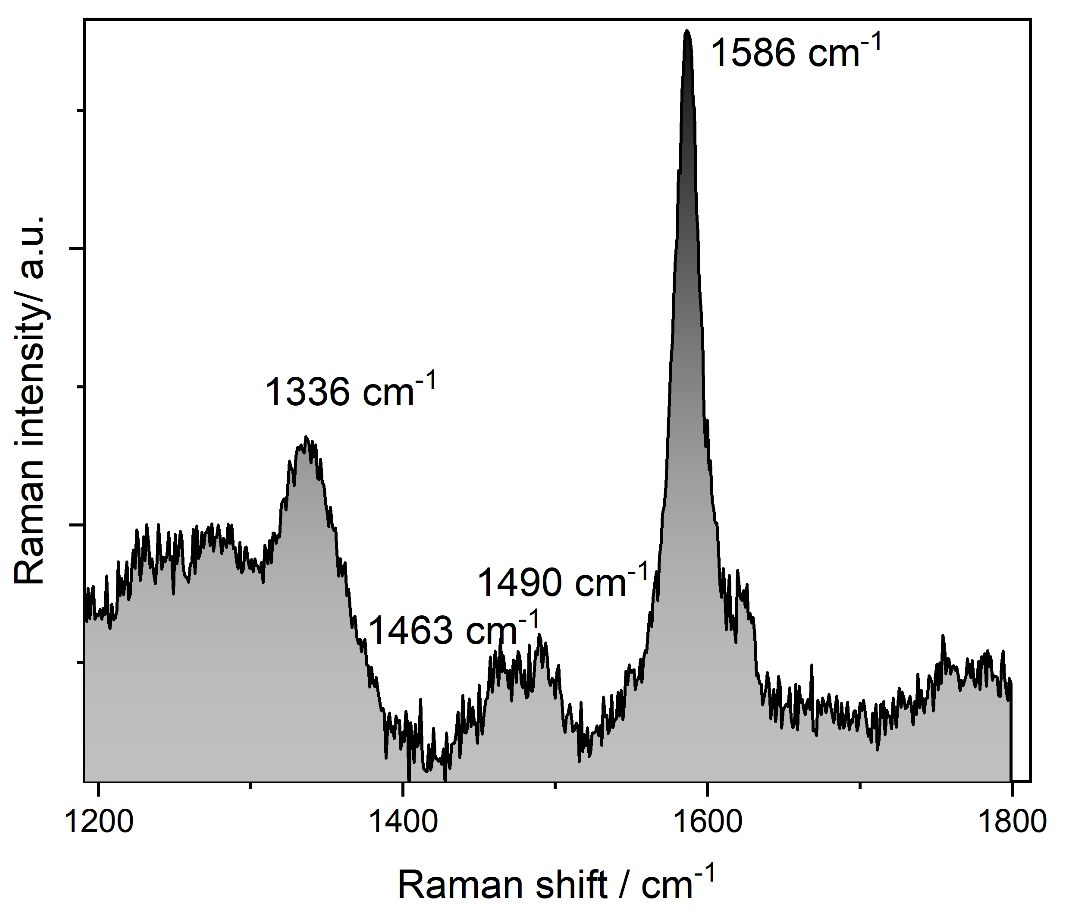 1586 cm⁻¹
1336 cm⁻¹
1490 cm⁻¹
1463 cm⁻¹
Raman intensity/ a.u.
1200 1400 1600 1800
Raman shift / cm⁻¹